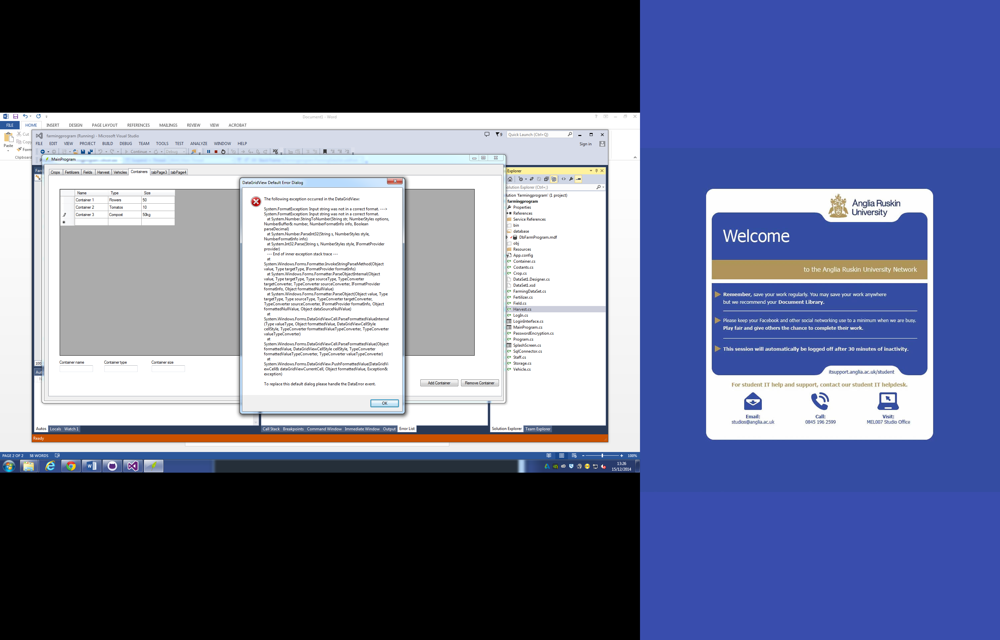 Document1 - Word
FILE HOME INSERT DESIGN PAGE LAYOUT REFERENCES MAILINGS REVIEW VIEW ACROBAT
Cut
Copy
Paste
Form
Clipboard
farmingprogram (Running) - Microsoft Visual Studio
9
Quick Launch (Ctrl+Q)
FILE EDIT VIEW PROJECT BUILD DEBUG TEAM TOOLS TEST ANALYZE WINDOW HELP
Sign in
Continue
Debug
MainProgram
Crops Fertilizers Fields Harvest Vehicles Containers tabPage3 tabPage4
Name Type Size
Container 1 Flowers 50
Container 2 Tomatos 10
Container 3 Compost 50kg
Container name Container type Container size
Add Container Remove Container
DataGridView Default Error Dialog
The following exception occurred in the DataGridView:
System.FormatException: Input string was not in a correct format. --->
System.FormatException: Input string was not in a correct format.
at System.Number.StringToNumber(String str, NumberStyles options,
NumberBuffer& number, NumberFormatInfo info, Boolean
parseDecimal)
at System.Number.ParseInt32(String s, NumberStyles style,
NumberFormatInfo info)
at System.Int32.Parse(String s, NumberStyles style, IFormatProvider
provider)
--- End of inner exception stack trace ---
at
System.Windows.Forms.Formatter.InvokeStringParseMethod(Object
value, Type targetType, IFormatProvider formatInfo)
at System.Windows.Forms.Formatter.ParseObjectInternal(Object
value, Type targetType, Type sourceType, TypeConverter
targetConverter, TypeConverter sourceConverter, IFormatProvider
formatInfo, Object formattedNullValue)
at System.Windows.Forms.Formatter.ParseObject(Object value, Type
targetType, Type sourceType, TypeConverter targetConverter,
TypeConverter sourceConverter, IFormatProvider formatInfo, Object
formattedNullValue, Object dataSourceNullValue)
at
System.Windows.Forms.DataGridViewCell.ParseFormattedValueInternal
(Type valueType, Object formattedValue, DataGridViewCellStyle
cellStyle, TypeConverter formattedValueTypeConverter, TypeConverter
valueTypeConverter)
at
System.Windows.Forms.DataGridViewCell.ParseFormattedValue(Object
formattedValue, DataGridViewCellStyle cellStyle, TypeConverter
formattedValueTypeConverter, TypeConverter valueTypeConverter)
at
System.Windows.Forms.DataGridView.PushFormattedValue(DataGridVi
ewCell& dataGridViewCurrentCell, Object formattedValue, Exception&
exception)
To replace this default dialog please handle the DataError event.
OK
Explorer
olution Explorer (Ctrl+;)
lution 'farmingprogram' (1 project)
farmingprogram
Properties
References
Service References
bin
database
DbFarmProgram.mdf
obj
Resources
App.config
Container.cs
Costants.cs
Crop.cs
DataSet1.Designer.cs
DataSet1.xsd
FarmingDataSet.cs
Fertilizer.cs
Field.cs
Harvest.cs
LogIn.cs
LoginInterface.cs
MainProgram.cs
PasswordEncryption.cs
Program.cs
SplashScreen.cs
SqlConnector.cs
Staff.cs
Storage.cs
Vehicle.cs
Far
100
Aut
N
Autos Locals Watch 1
Call Stack Breakpoints Command Window Immediate Window Output Error List
Solution Explorer Team Explorer
Ready
PAGE 2 OF 2 58 WORDS
100%
13:26
15/12/2014
Anglia Ruskin
University
Welcome
to the Anglia Ruskin University Network
Remember, save your work regularly. You may save your work anywhere
but we recommend your Document Library.
Please keep your Facebook and other social networking use to a minimum when we are busy.
Play fair and give others the chance to complete their work.
This session will automatically be logged off after 30 minutes of inactivity.
itsupport.anglia.ac.uk/student
For student IT help and support, contact our student IT helpdesk.
Email: Call: Visit:
studios@anglia.ac.uk 0845 196 2599 MEL007 Studio Office